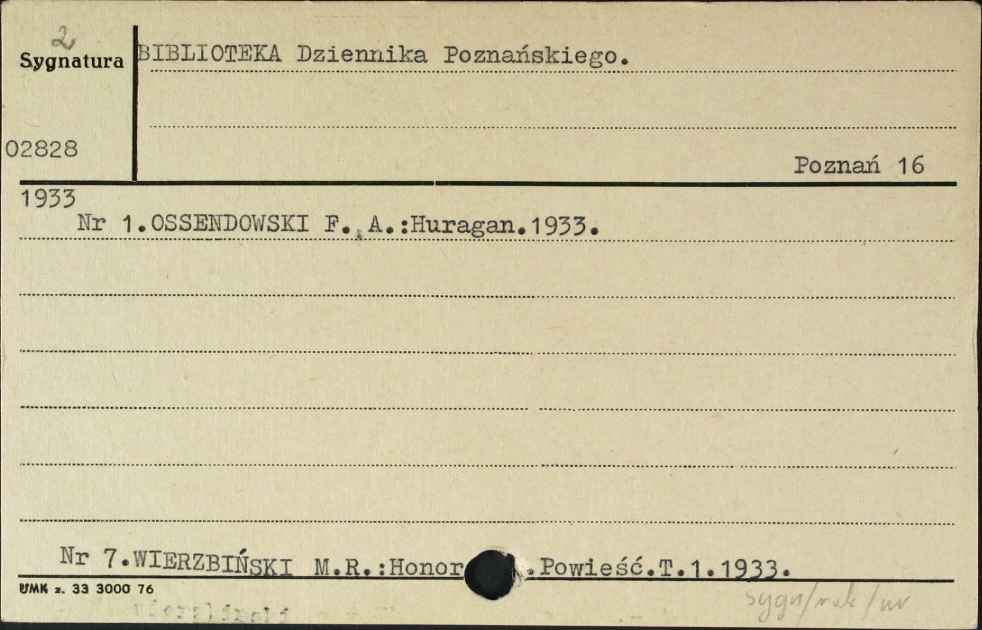 2
Sygnatura
BIBLIOTEKA Dziennika Poznańskiego.
02828
Poznań 16
1933
Nr 1.OSSENDOWSKI F. A.:Huragan.1933.
Nr 7.WIERZBIŃSKI M.R.:Honor .Powieść.T.1.1933.
UMK z. 33 3000 76
sygn/rok/nr